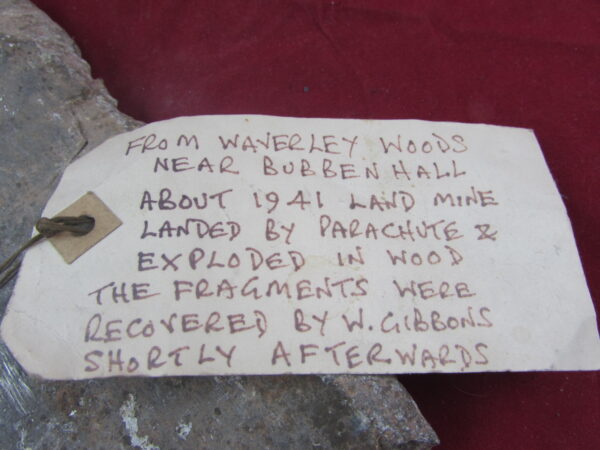 FROM WAVERLEY WOODS
NEAR BUBBENHALL
ABOUT 1941 LAND MINE
LANDED BY PARACHUTE &
EXPLODED IN WOOD
THE FRAGMENTS WERE
RECOVERED BY W. GIBBONS
SHORTLY AFTERWARDS